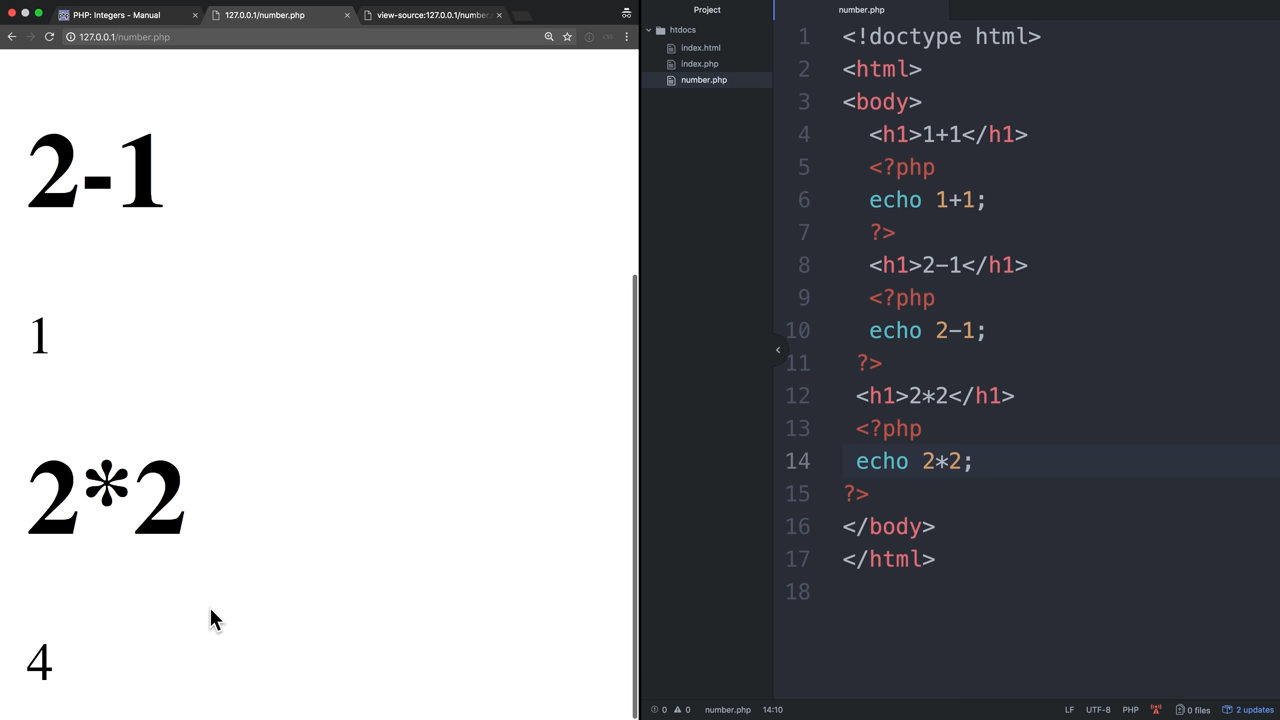 PHP: Integers - Manual
127.0.0.1/number.php
view-source:127.0.0.1/number
127.0.0.1/number.php
2-1
1
2*2
4
Project
htdocs
index.html
index.php
number.php
number.php
1 <!doctype html>
2 <html>
3 <body>
4 <h1>1+1</h1>
5 <?php
6 echo 1+1;
7 ?>
8 <h1>2-1</h1>
9 <?php
10 echo 2-1;
11 ?>
12 <h1>2*2</h1>
13 <?php
14 echo 2*2;
15 ?>
16 </body>
17 </html>
18
0 0 number.php 14:10 LF UTF-8 PHP 0 files 2 updates